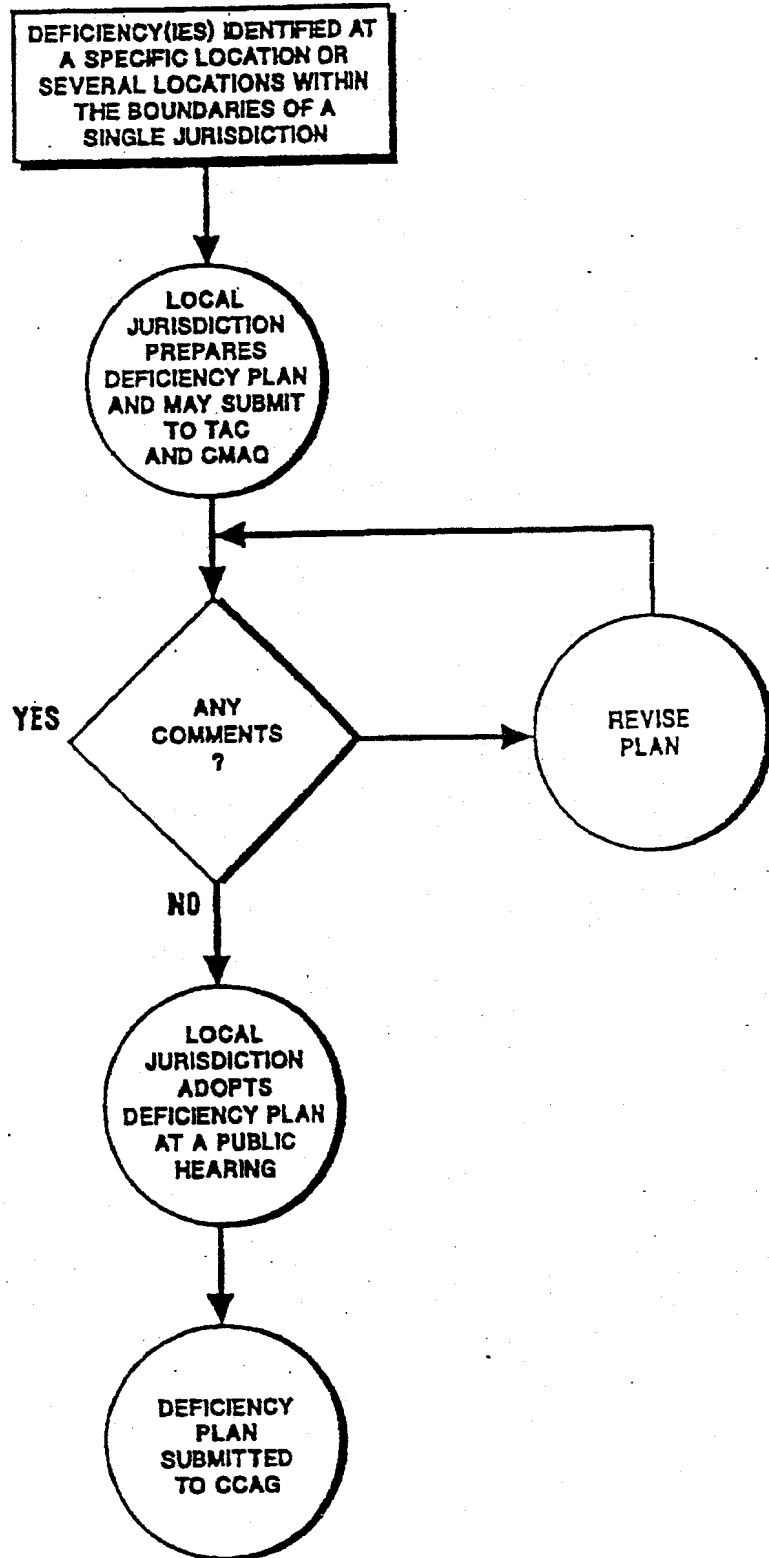 DEFICIENCY(IES) IDENTIFIED AT
A SPECIFIC LOCATION OR
SEVERAL LOCATIONS WITHIN
THE BOUNDARIES OF A
SINGLE JURISDICTION
LOCAL
JURISDICTION
PREPARES
DEFICIENCY PLAN
AND MAY SUBMIT
TO TAC
AND CMAQ
YES
ANY
COMMENTS
?
REVISE
PLAN
NO
LOCAL
JURISDICTION
ADOPTS
DEFICIENCY PLAN
AT A PUBLIC
HEARING
DEFICIENCY
PLAN
SUBMITTED
TO CCAG